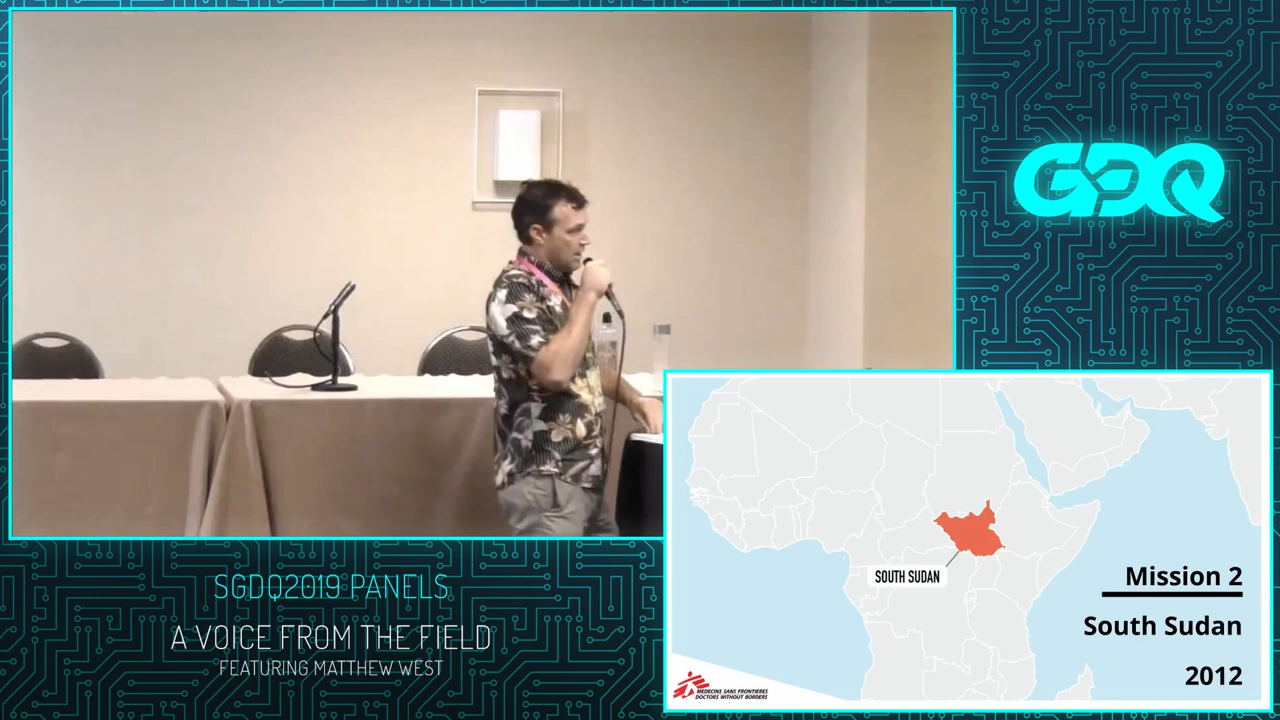 GDQ
SGDQ2019 PANELS
A VOICE FROM THE FIELD
FEATURING MATTHEW WEST
SOUTH SUDAN
Mission 2
South Sudan
2012
MEDECINS SANS FRONTIERES
DOCTORS WITHOUT BORDERS